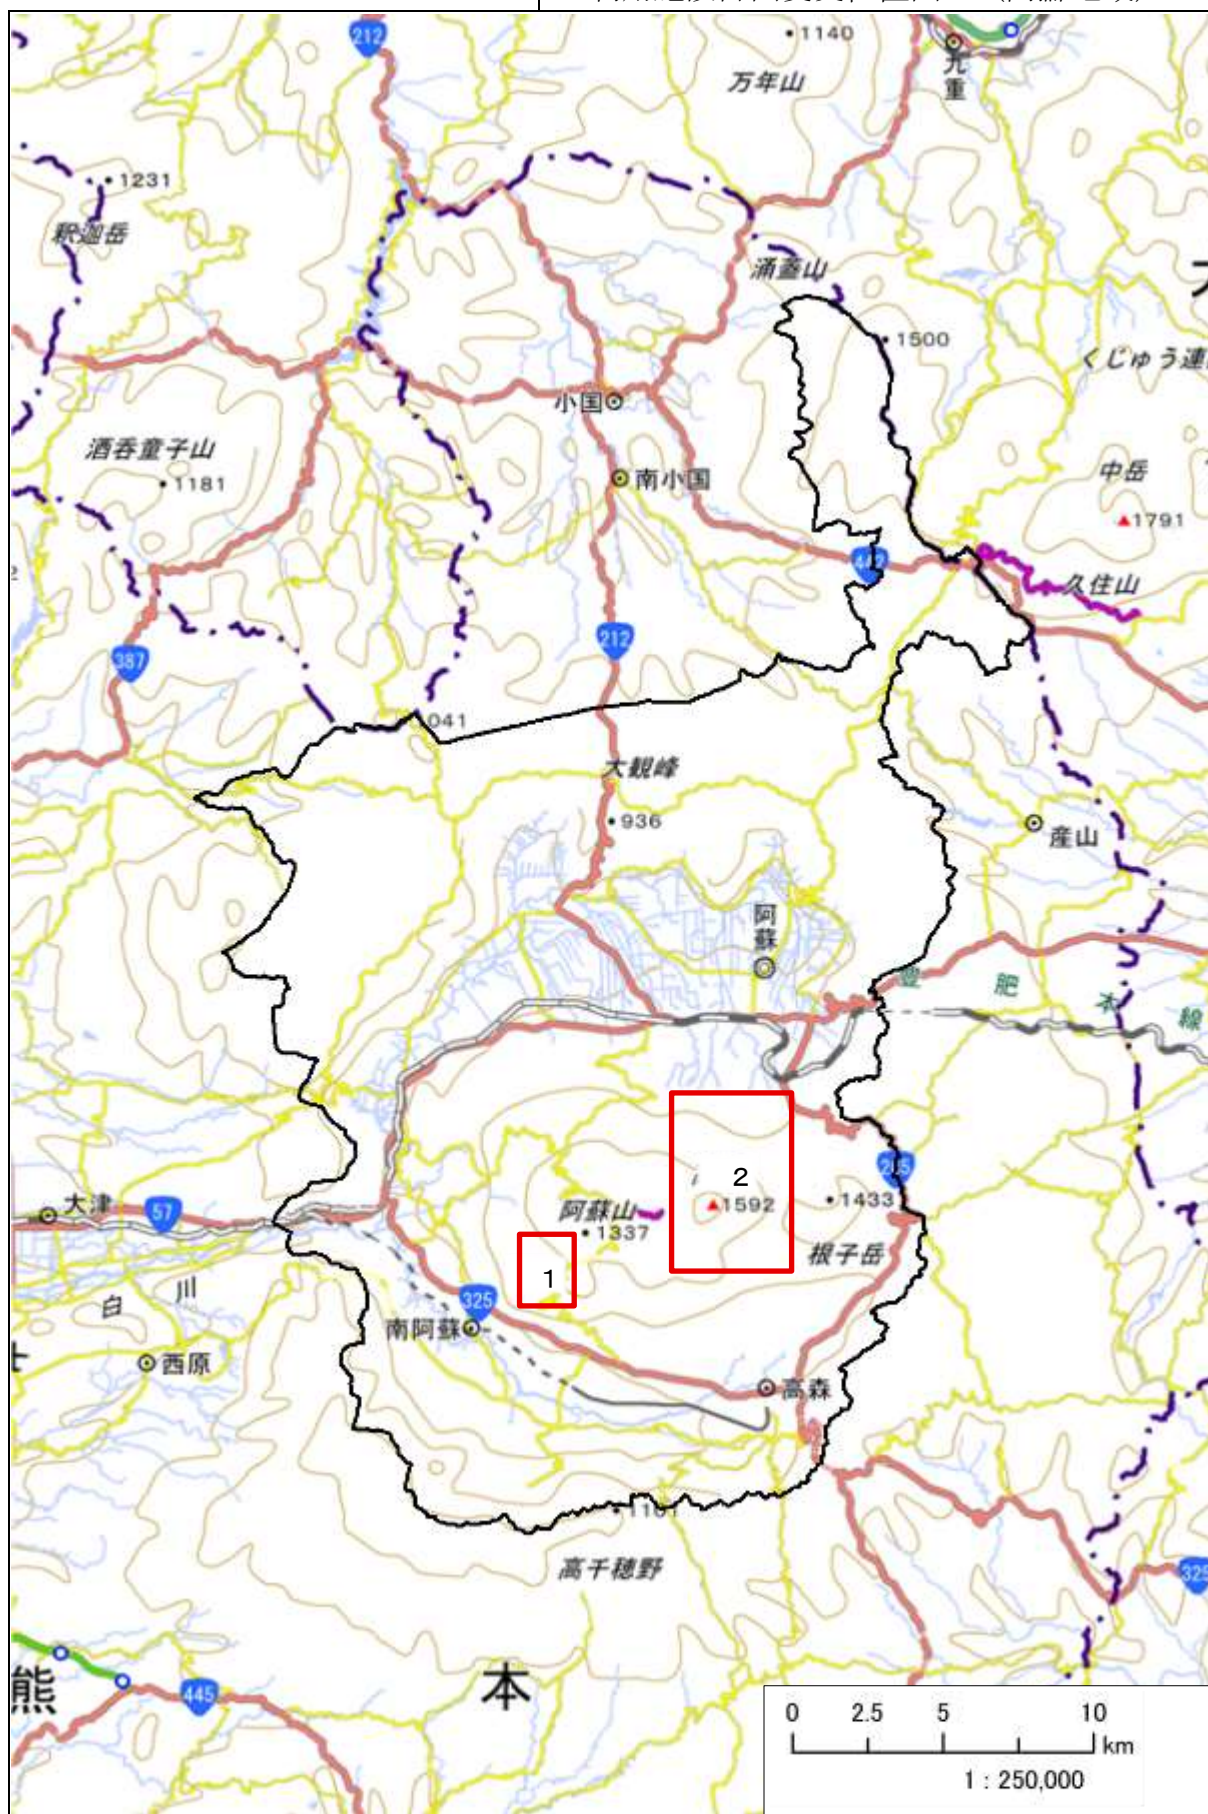 212
1140
万年山
九重
1231
釈迦岳
涌蓋山
1500
くじゅう連
小国
酒呑童子山
1181
南小国
中岳
1791
442
久住山
212
387
041
大観峰
936
産山
阿蘇
豊肥本線
265
2
1592
1433
阿蘇山
1337
根子岳
大津
57
1
325
南阿蘇
白川
西原
高森
1101
高千穂野
325
熊本
445
0 2.5 5 10
km
1 : 250,000